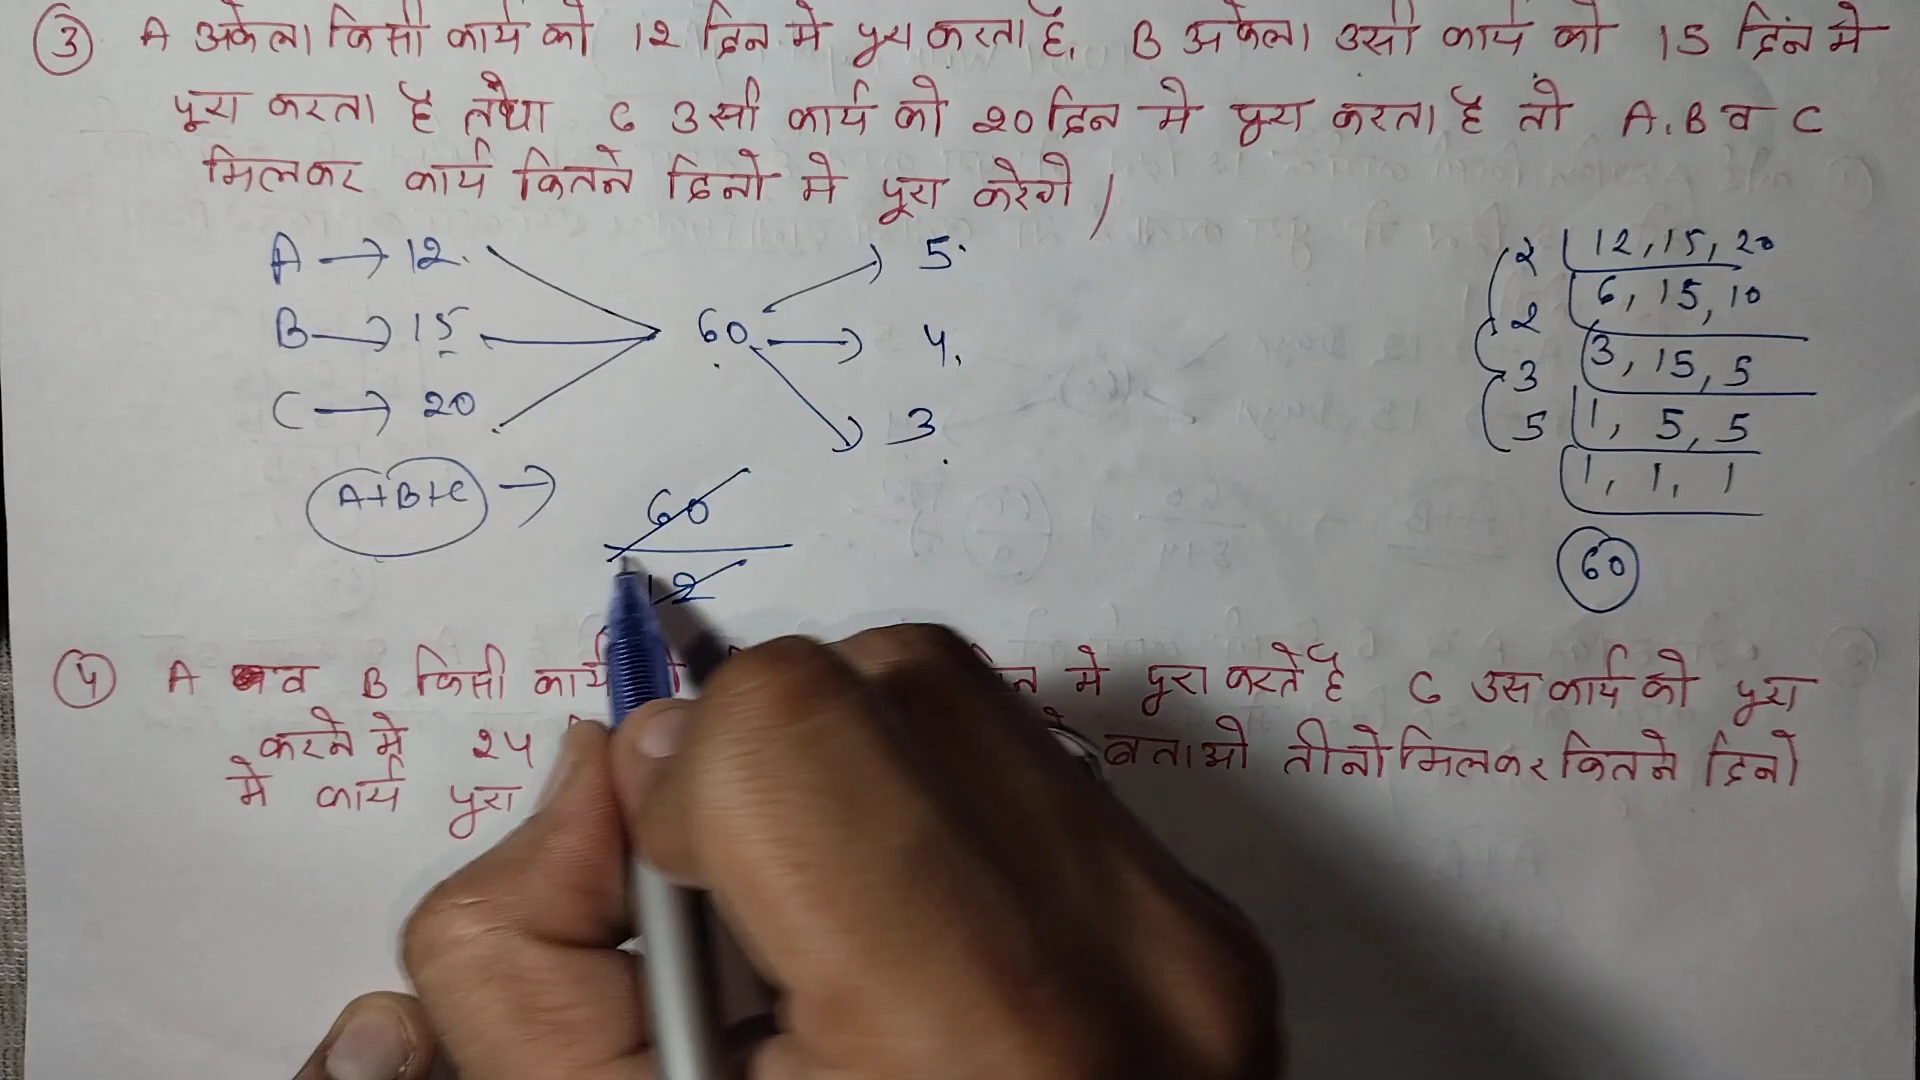 ③ A अकेला किसी कार्य को 12 दिन मे पूरा करता है, B अकेला उसी कार्य को 15 दिन मे
पूरा करता है तथा C उसी कार्य को 20 दिन मे पूरा करता है तो A, B व C
मिलकर कार्य कितने दिनो मे पूरा करेगे /
A → 12
B → 15
C → 20
60
5
4
3
A+B+C →
60
12
2 12, 15, 20
2 6, 15, 10
3 3, 15, 5
5 1, 5, 5
1, 1, 1
60
④ A व B किसी कार्य मे पूरा करते है C उस कार्य को पूरा
करने मे 24 बताओ तीनो मिलकर कितने दिनो
मे कार्य पूरा